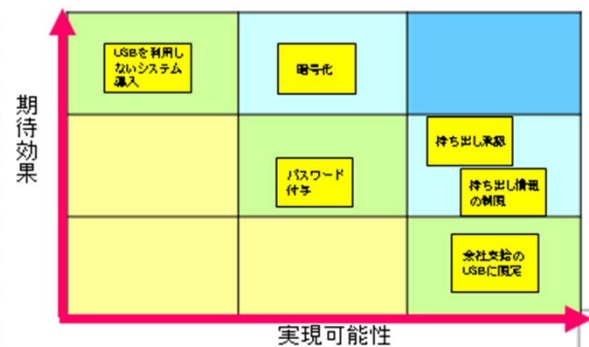 期待効果
USBを利用し
ないシステム
導入
暗号化
持ち出し承認
パスワード
付与
持ち出し情報
の制限
会社支給の
USBに限定
実現可能性